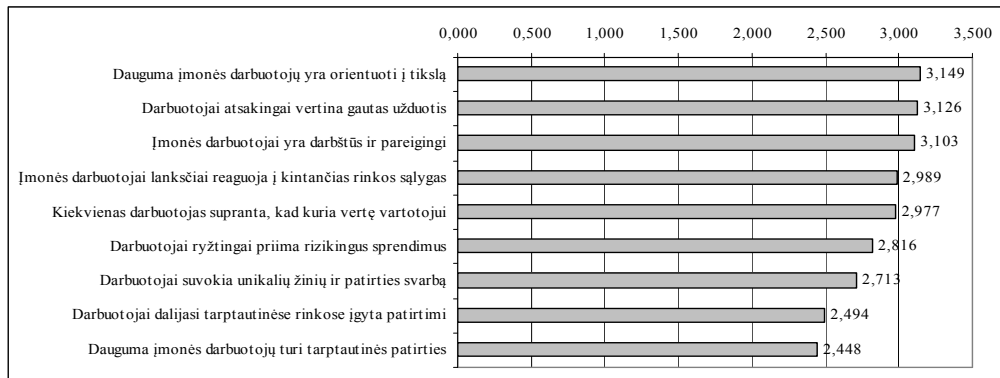 0,000 0,500 1,000 1,500 2,000 2,500 3,000 3,500
Dauguma įmonės darbuotojų yra orientuoti į tikslą 3,149
Darbuotojai atsakingai vertina gautas užduotis 3,126
Įmonės darbuotojai yra darbštūs ir pareigingi 3,103
Įmonės darbuotojai lanksčiai reaguoja į kintančias rinkos sąlygas 2,989
Kiekvienas darbuotojas supranta, kad kuria vertę vartotojui 2,977
Darbuotojai ryžtingai priima rizikingus sprendimus 2,816
Darbuotojai suvokia unikalių žinių ir patirties svarbą 2,713
Darbuotojai dalijasi tarptautinėse rinkose įgyta patirtimi 2,494
Dauguma įmonės darbuotojų turi tarptautinės patirties 2,448